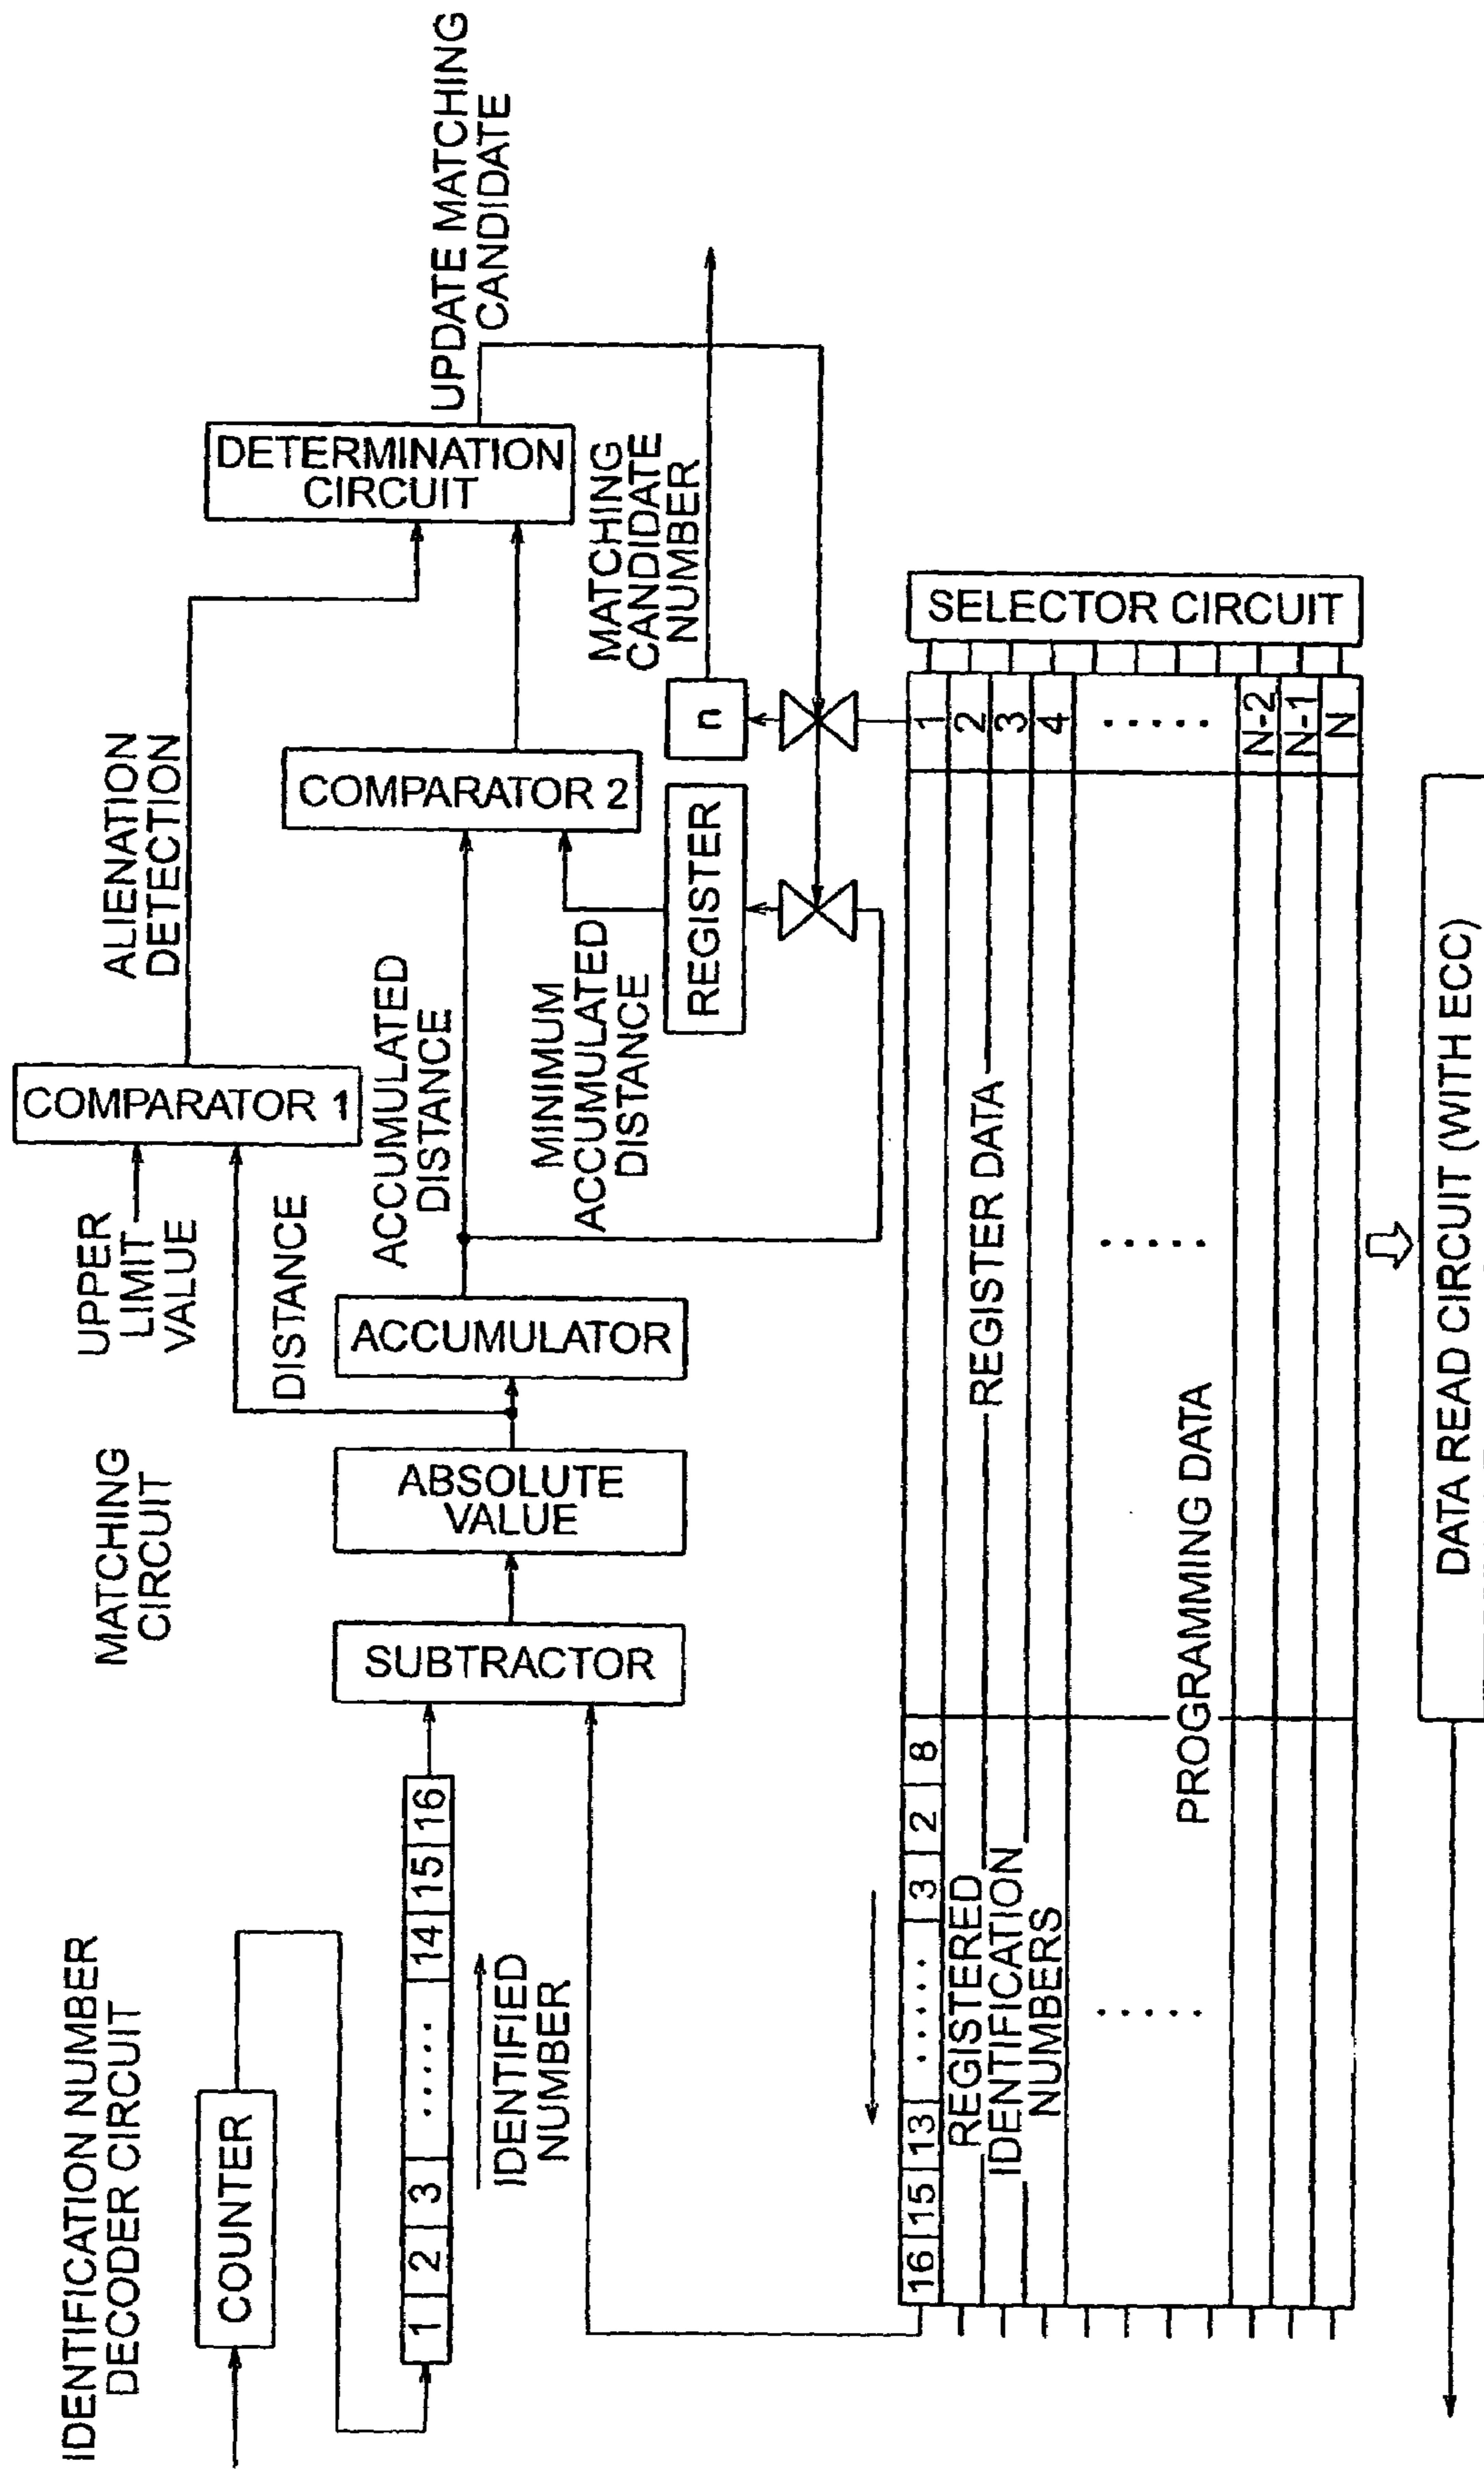 IDENTIFICATION NUMBER
DECODER CIRCUIT
COUNTER
1 2 3 ..... 14 15 16
IDENTIFIED
NUMBER
MATCHING
CIRCUIT
SUBTRACTOR
ABSOLUTE
VALUE
ACCUMULATOR
DISTANCE
UPPER
LIMIT
VALUE
COMPARATOR 1
ALIENATION
DETECTION
ACCUMULATED
DISTANCE
MINIMUM
ACCUMULATED
DISTANCE
COMPARATOR 2
REGISTER
n
DETERMINATION
CIRCUIT
UPDATE MATCHING
CANDIDATE
MATCHING
CANDIDATE
NUMBER
16 15 13 ...... 3 2 8
REGISTERED
IDENTIFICATION
NUMBERS
REGISTER DATA
PROGRAMMING DATA
.....
.....
1
2
3
4
.....
N-2
N-1
N
SELECTOR CIRCUIT
DATA READ CIRCUIT (WITH ECC)